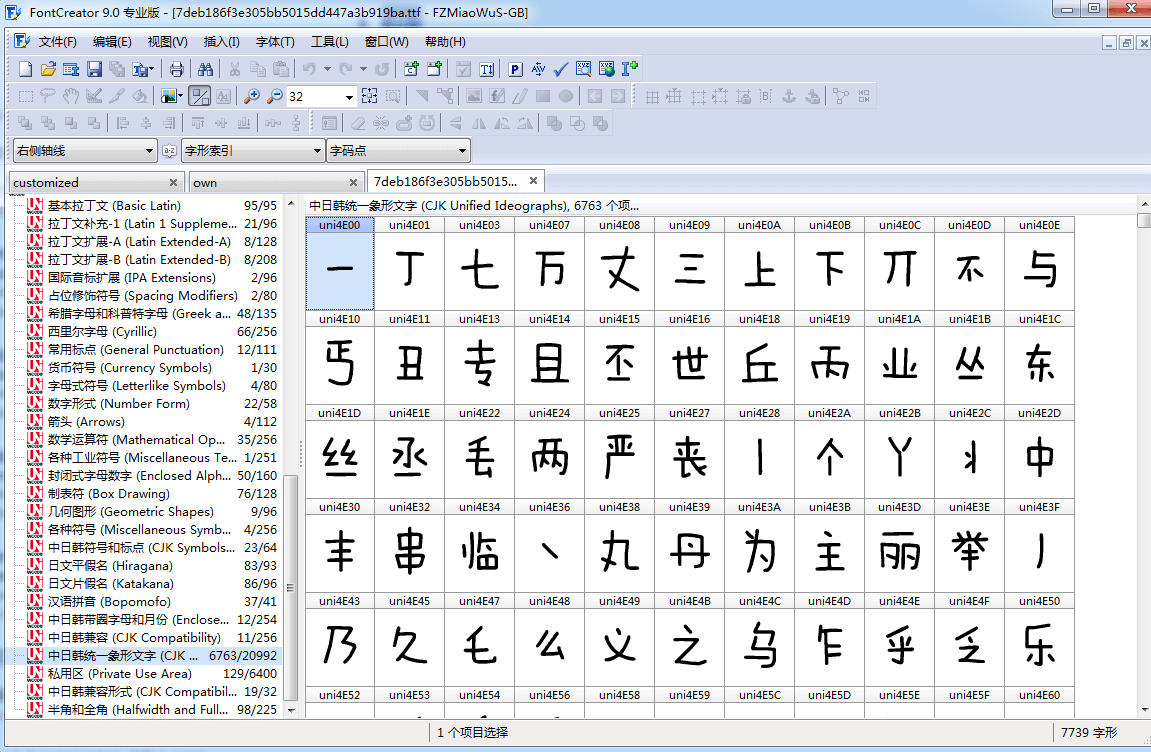 FontCreator 9.0 专业版 - [7deb186f3e305bb5015dd447a3b919ba.ttf - FZMiaoWuS-GB]
文件(F) 编辑(E) 视图(V) 插入(I) 字体(T) 工具(L) 窗口(W) 帮助(H)
32
右侧轴线 字形索引 字码点
customized own 7deb186f3e305bb5015...
基本拉丁文 (Basic Latin) 95/95
拉丁文补充-1 (Latin 1 Suppleme... 21/96
拉丁文扩展-A (Latin Extended-A) 8/128
拉丁文扩展-B (Latin Extended-B) 8/208
国际音标扩展 (IPA Extensions) 2/96
占位修饰符号 (Spacing Modifiers) 2/80
希腊字母和科普特字母 (Greek a... 48/135
西里尔字母 (Cyrillic) 66/256
常用标点 (General Punctuation) 12/111
货币符号 (Currency Symbols) 1/30
字母式符号 (Letterlike Symbols) 4/80
数字形式 (Number Form) 22/58
箭头 (Arrows) 4/112
数学运算符 (Mathematical Op... 35/256
各种工业符号 (Miscellaneous Te... 1/251
封闭式字母数字 (Enclosed Alph... 50/160
制表符 (Box Drawing) 76/128
几何图形 (Geometric Shapes) 9/96
各种符号 (Miscellaneous Symb... 4/256
中日韩符号和标点 (CJK Symbols... 23/64
日文平假名 (Hiragana) 83/93
日文片假名 (Katakana) 86/96
汉语拼音 (Bopomofo) 37/41
中日韩带圆字母和月份 (Enclose... 12/254
中日韩兼容 (CJK Compatibility) 11/256
中日韩统一象形文字 (CJK ... 6763/20992
私用区 (Private Use Area) 129/6400
中日韩兼容形式 (CJK Compatibil... 19/32
半角和全角 (Halfwidth and Full... 98/225
中日韩统一象形文字 (CJK Unified Ideographs), 6763 个项...
uni4E00 uni4E01 uni4E03 uni4E07 uni4E08 uni4E09 uni4E0A uni4E0B uni4E0C uni4E0D uni4E0E
一 丁 七 万 丈 三 上 下 丌 不 与
uni4E10 uni4E11 uni4E13 uni4E14 uni4E15 uni4E16 uni4E18 uni4E19 uni4E1A uni4E1B uni4E1C
丐 丑 专 且 丕 世 丘 丙 业 丛 东
uni4E1D uni4E1E uni4E22 uni4E24 uni4E25 uni4E27 uni4E28 uni4E2A uni4E2B uni4E2C uni4E2D
丝 丞 丢 两 严 丧 丨 个 丫 丬 中
uni4E30 uni4E32 uni4E34 uni4E36 uni4E38 uni4E39 uni4E3A uni4E3B uni4E3D uni4E3E uni4E3F
丰 串 临 丶 丸 丹 为 主 丽 举 丿
uni4E43 uni4E45 uni4E47 uni4E48 uni4E49 uni4E4B uni4E4C uni4E4D uni4E4E uni4E4F uni4E50
乃 久 乇 么 义 之 乌 乍 乎 乏 乐
uni4E52 uni4E53 uni4E54 uni4E56 uni4E58 uni4E59 uni4E5C uni4E5D uni4E5E uni4E5F uni4E60
1 个项目选择 7739 字形